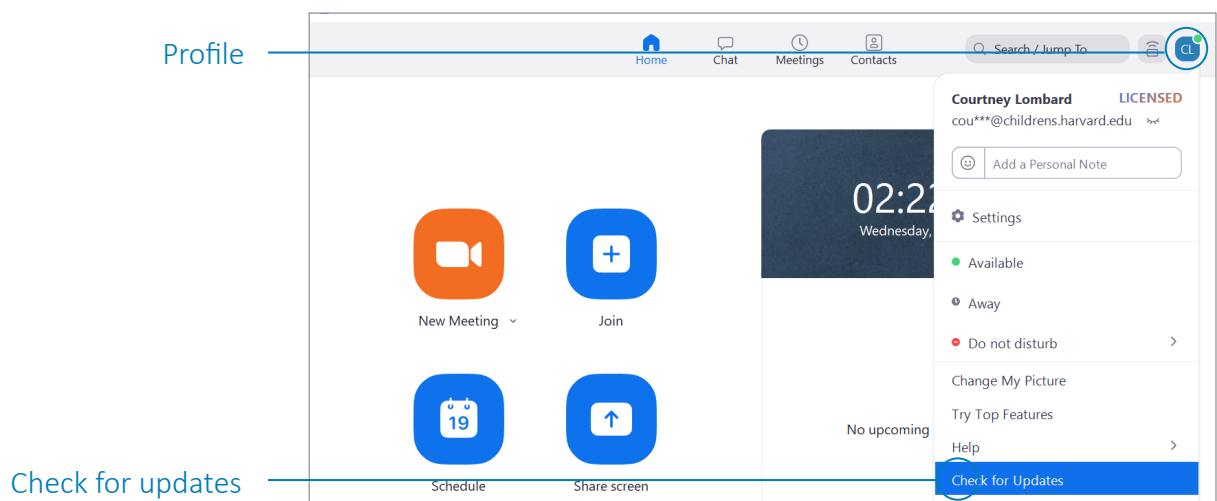 Profile
Home
Chat
Meetings
Contacts
Search / Jump To
CL
Courtney Lombard LICENSED
cou***@childrens.harvard.edu
Add a Personal Note
02:22
Wednesday,
Settings
Available
Away
New Meeting
Join
Do not disturb
Change My Picture
Try Top Features
19
No upcoming
Help
Check for Updates
Check for updates
Schedule
Share screen